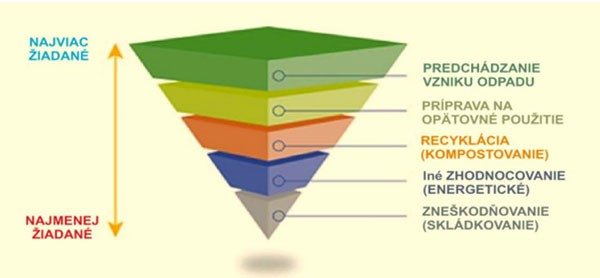 NAJVIAC
ŽIADANÉ
PREDCHÁDZANIE
VZNIKU ODPADU
PRÍPRAVA NA
OPÄTOVNÉ POUŽITIE
RECYKLÁCIA
(KOMPOSTOVANIE)
Iné ZHODNOCOVANIE
(ENERGETICKÉ)
ZNEŠKODŇOVANIE
(SKLÁDKOVANIE)
NAJMENEJ
ŽIADANÉ